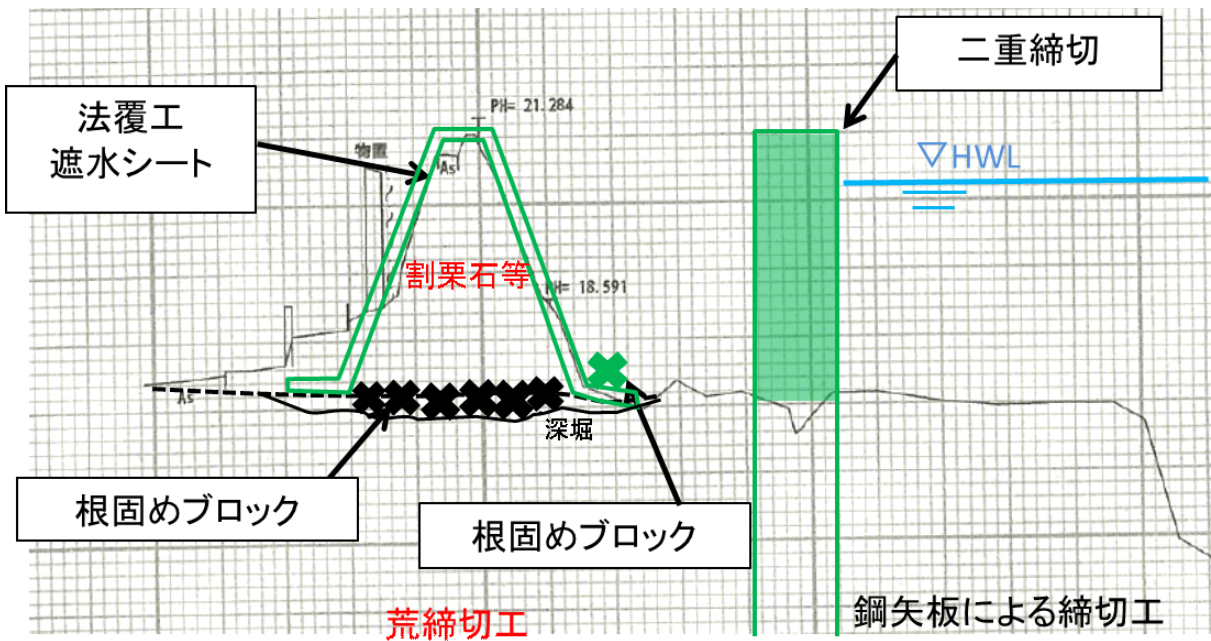 二重締切
PH= 21.284
法覆工
遮水シート
物置
As
HWL
割栗石等
PH= 18.591
As
深堀
根固めブロック
根固めブロック
荒締切工
鋼矢板による締切工